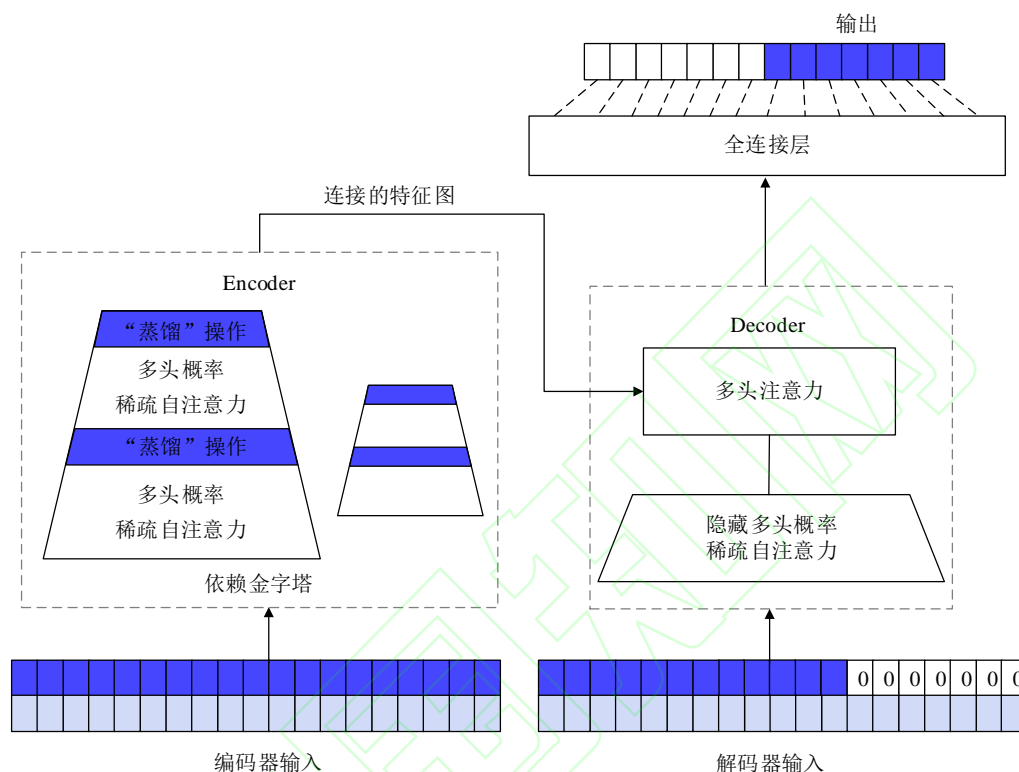 输出
全连接层
连接的特征图
Encoder
“蒸馏”操作
多头概率
稀疏自注意力
“蒸馏”操作
多头概率
稀疏自注意力
依赖金字塔
Decoder
多头注意力
隐藏多头概率
稀疏自注意力
0 0 0 0 0 0 0
编码器输入
解码器输入